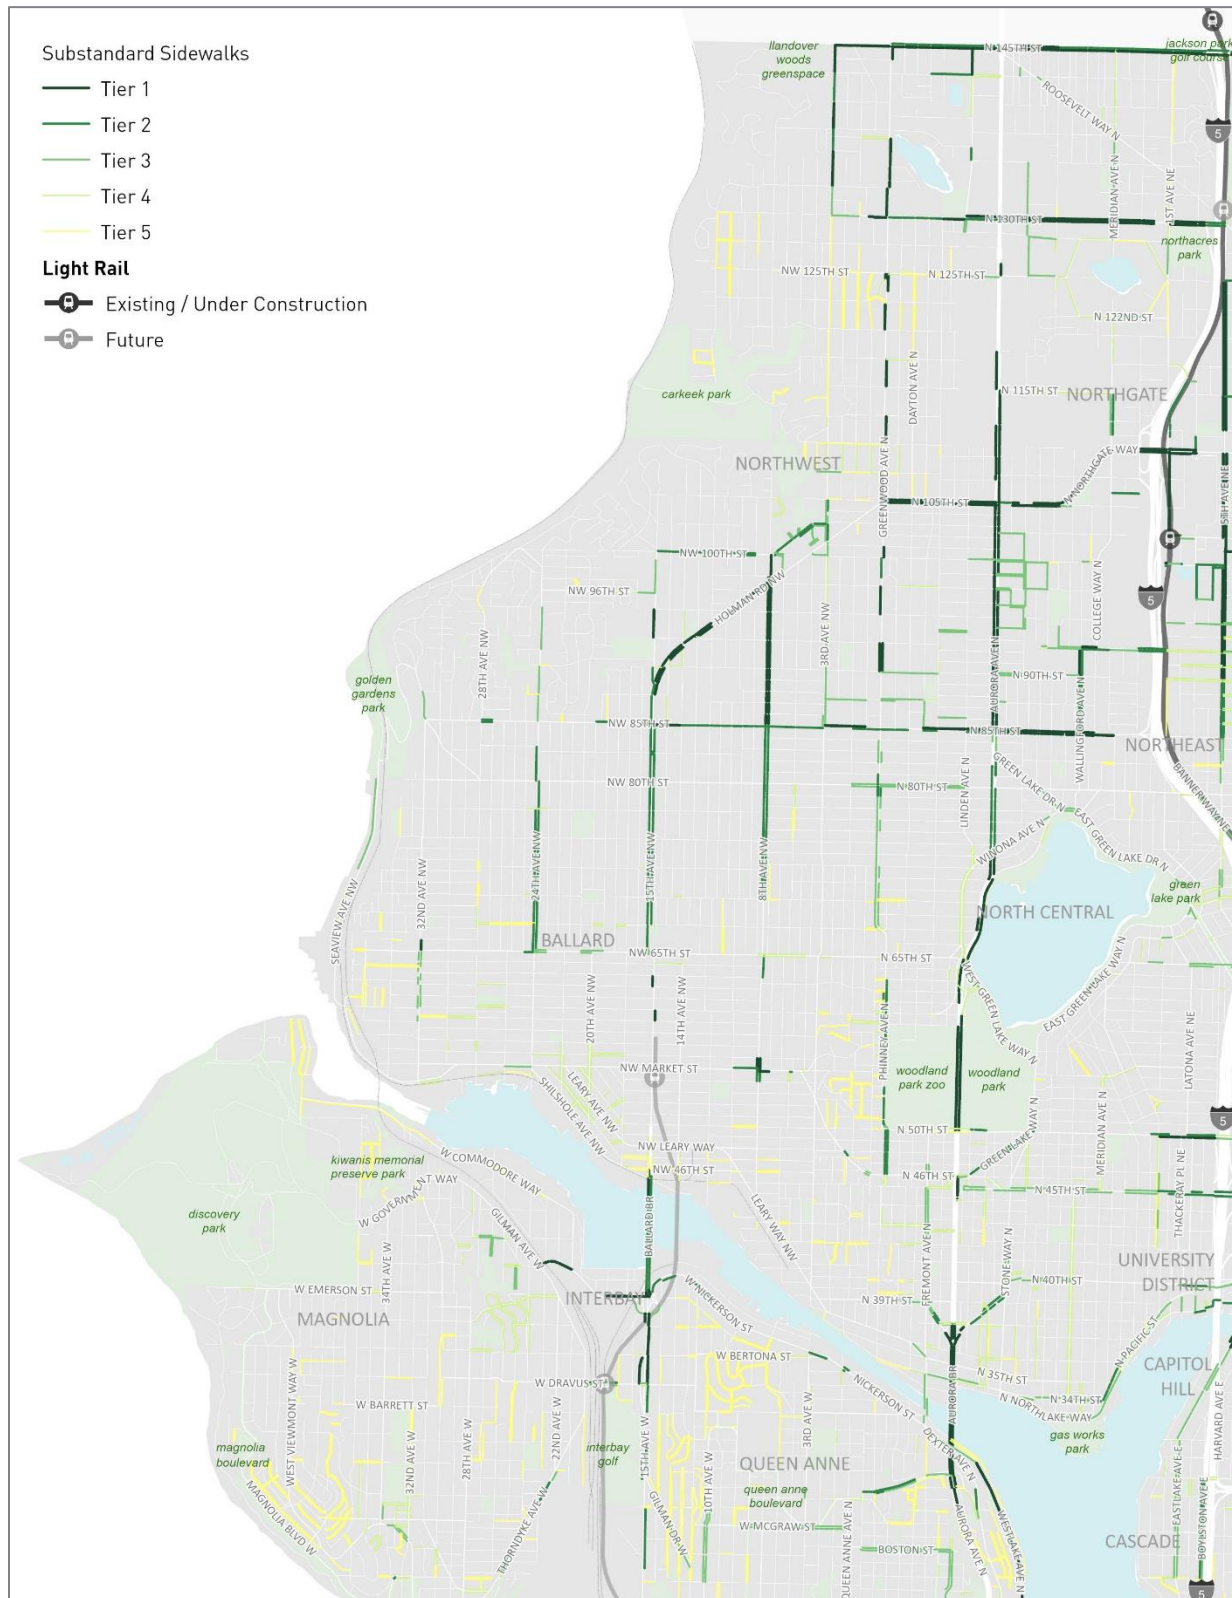 Substandard Sidewalks
Tier 1
Tier 2
Tier 3
Tier 4
Tier 5
Light Rail
Existing / Under Construction
Future
llandover
woods
greenspace
N 145TH ST
jackson park
golf course
ROOSEVELT WAY N
5
MERIDIAN AVE N
1ST AVE NE
N 130TH ST
northacres
park
NW 125TH ST
N 125TH ST
N 122ND ST
carkeek park
DAYTON AVE N
N 115TH ST
NORTHGATE
NORTHWEST
GREENWOOD AVE N
N NORTHGATE WAY
5TH AVE NE
N 105TH ST
NW 100TH ST
HOLMAN RD NW
NW 96TH ST
COLLEGE WAY N
5
28TH AVE NW
3RD AVE NW
AURORA AVE N
golden
gardens
park
N 90TH ST
WALLINGFORD AVE N
NW 85TH ST
N 85TH ST
NORTHEAST
NW 80TH ST
N 80TH ST
LINDEN AVE N
GREEN LAKE DR N
BANNER WAY NE
WINONA AVE N
EAST GREEN LAKE DR N
24TH AVE NW
15TH AVE NW
8TH AVE NW
32ND AVE NW
SEAVIEW AVE NW
green
lake park
NORTH CENTRAL
BALLARD
NW 65TH ST
N 65TH ST
WEST GREEN LAKE WAY N
EAST GREEN LAKE WAY N
20TH AVE NW
14TH AVE NW
PHINNEY AVE N
LATONA AVE NE
NW MARKET ST
woodland
park zoo
woodland
park
LEARY AVE NW
SHILSHOLE AVE NW
5
N 50TH ST
GREEN LAKE WAY N
MERIDIAN AVE N
NW LEARY WAY
kiwanis memonal
preserve park
W COMMODORE WAY
NW 46TH ST
N 46TH ST
W GOVERNMENT WAY
N 45TH ST
THACKERAY PL NE
discovery
park
GILMAN AVE W
BALLARD BR
LEARY WAY NW
FREMONT AVE N
STONE WAY N
34TH AVE W
UNIVERSITY
DISTRICT
W EMERSON ST
INTERBAY
W NICKERSON ST
N 40TH ST
N 39TH ST
MAGNOLIA
N PACIFIC ST
W BERTONA ST
CAPITOL
HILL
WEST VIEWMONT WAY W
W DRAVUS ST
N 35TH ST
AURORA BR
NICKERSON ST
N 34TH ST
N NORTHLAKE WAY
W BARRETT ST
gas works
park
HARVARD AVE E
3RD AVE W
22ND AVE W
28TH AVE W
32ND AVE W
15TH AVE W
magnolia
boulevard
interbay
golf
DEXTER AVE N
QUEEN ANNE
queen anne
boulevard
10TH AVE W
MAGNOLIA BLVD W
THORNDYKE AVE W
GILMAN DR W
W MCGRAW ST
QUEEN ANNE AVE N
BOSTON ST
AURORA AVE N
WESTLAKE AVE N
EASTLAKE AVE E
BOYLSTON AVE E
CASCADE
5